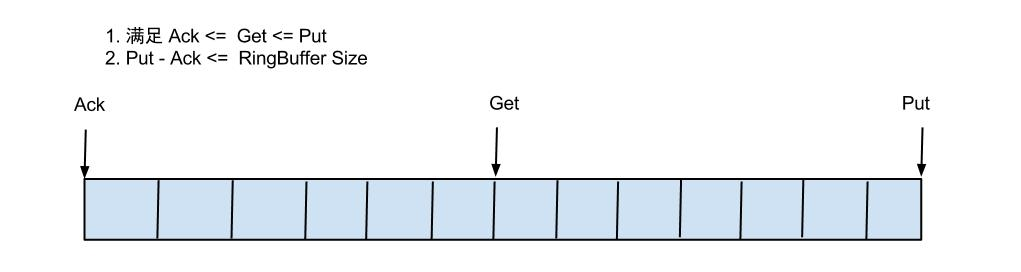 1. 满足 Ack <= Get <= Put
2. Put - Ack <= RingBuffer Size
Ack Get Put